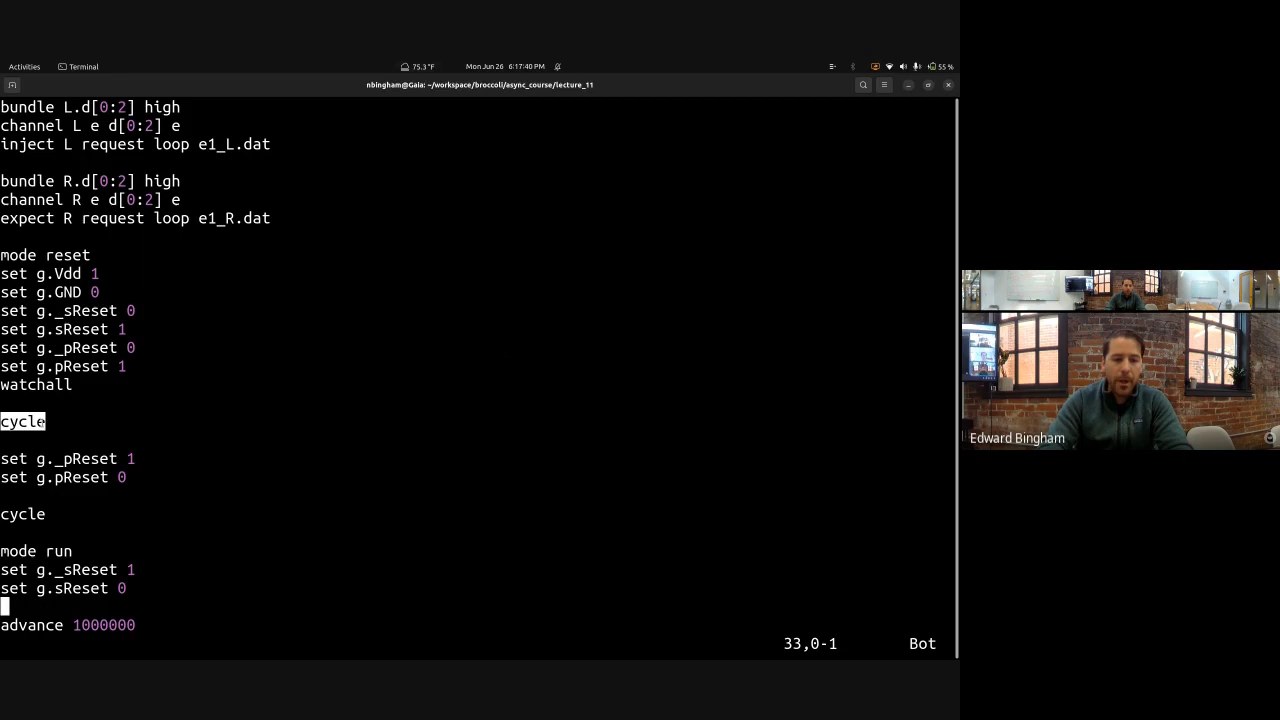 Activities
Terminal
75.3 °F
Mon Jun 26 6:17:40 PM
55 %
nbingham@Gaia: ~/workspace/broccoli/async_course/lecture_11
bundle L.d[0:2] high
channel L e d[0:2] e
inject L request loop e1_L.dat
bundle R.d[0:2] high
channel R e d[0:2] e
expect R request loop e1_R.dat
mode reset
set g.Vdd 1
set g.GND 0
set g._sReset 0
set g.sReset 1
set g._pReset 0
set g.pReset 1
watchall
cycle
set g._pReset 1
set g.pReset 0
cycle
mode run
set g._sReset 1
set g.sReset 0
advance 1000000
33,0-1
Bot
Edward Bingham